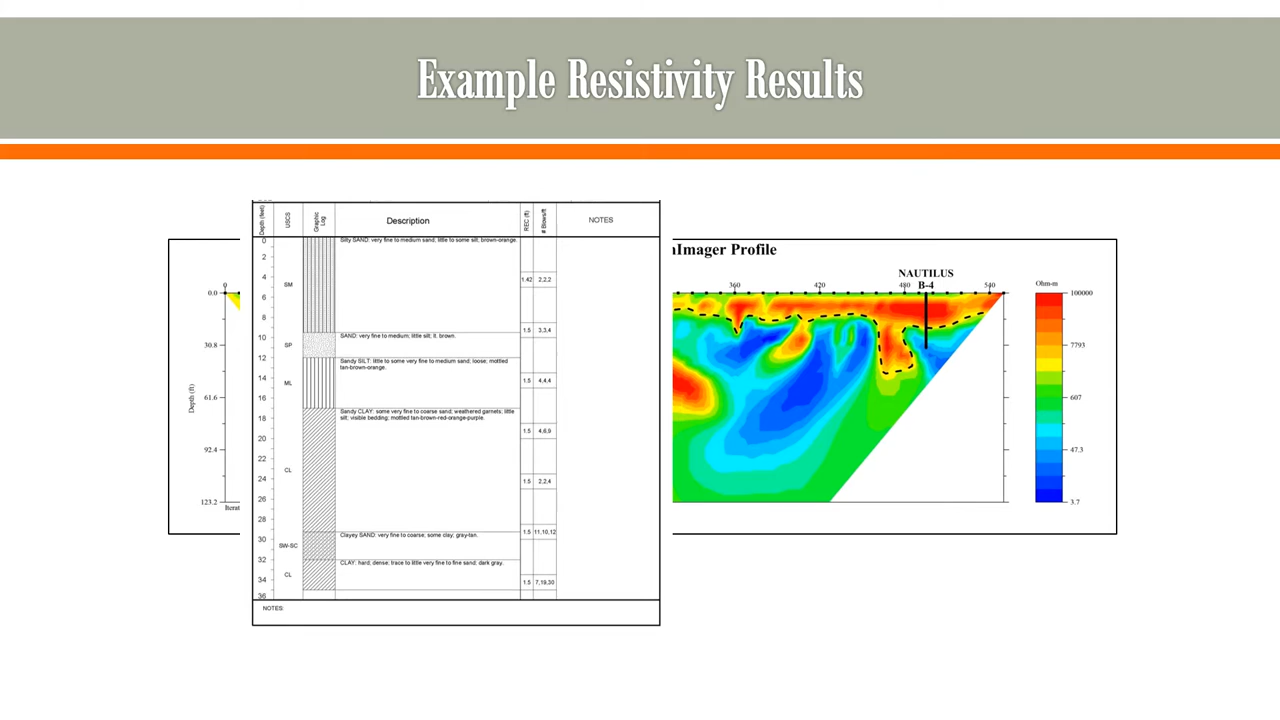 Example Resistivity Results
Depth (feet)
USCS
Graphic Log
Description
REC (ft)
# Blows/ft
NOTES
0
2
4
6
8
10
12
14
16
18
20
22
24
26
28
30
32
34
36
SM
SP
ML
CL
SW-SC
CL
Silty SAND: very fine to medium sand; little to some silt, brown-orange.
SAND: very fine to medium; little silt; lt. brown.
Sandy SILT: little to some very fine to medium sand; loose; mottled
tan-brown-orange.
Sandy CLAY: some very fine to coarse sand; weathered garnets; little
silt; visible bedding; mottled tan-brown-red-orange-purple.
Clayey SAND: very fine to coarse; some clay; gray-tan.
CLAY: hard; dense; trace to little very fine to fine sand; dark gray.
1.42 2,2,2
1.5 3,3,4
1.5 4,4,4
1.5 4,6,9
1.5 2,2,4
1.5 11,10,12
1.5 7,19,30
NOTES:
Depth (ft)
0
0.0
30.8
61.6
92.4
123.2
Iterat
Imager Profile
NAUTILUS
B-4
360 420 480 540
Ohm-m
100000
7793
607
47.3
3.7